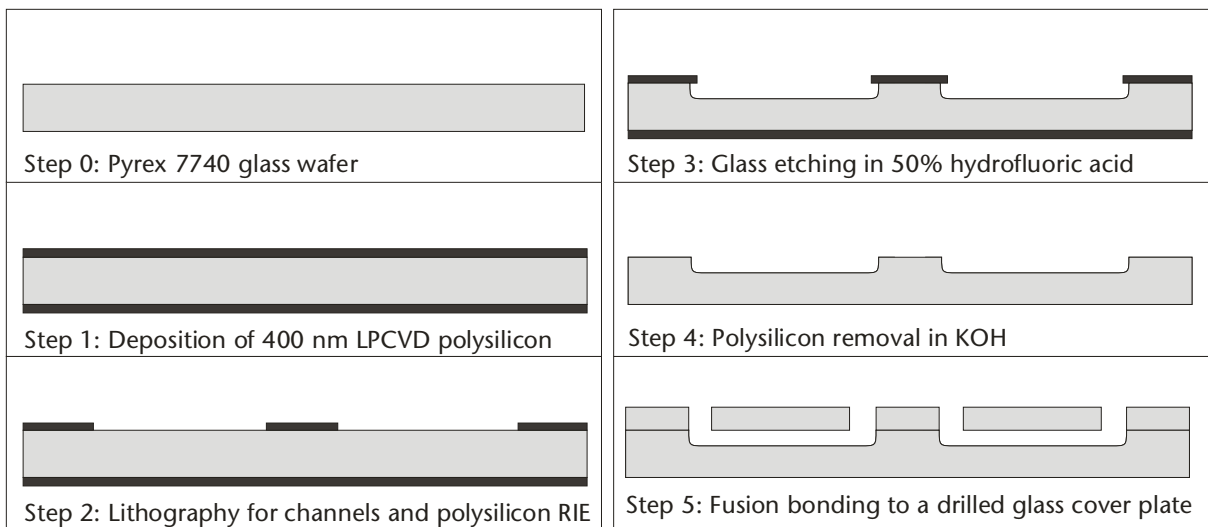 Step 0: Pyrex 7740 glass wafer
Step 1: Deposition of 400 nm LPCVD polysilicon
Step 2: Lithography for channels and polysilicon RIE
Step 3: Glass etching in 50% hydrofluoric acid
Step 4: Polysilicon removal in KOH
Step 5: Fusion bonding to a drilled glass cover plate